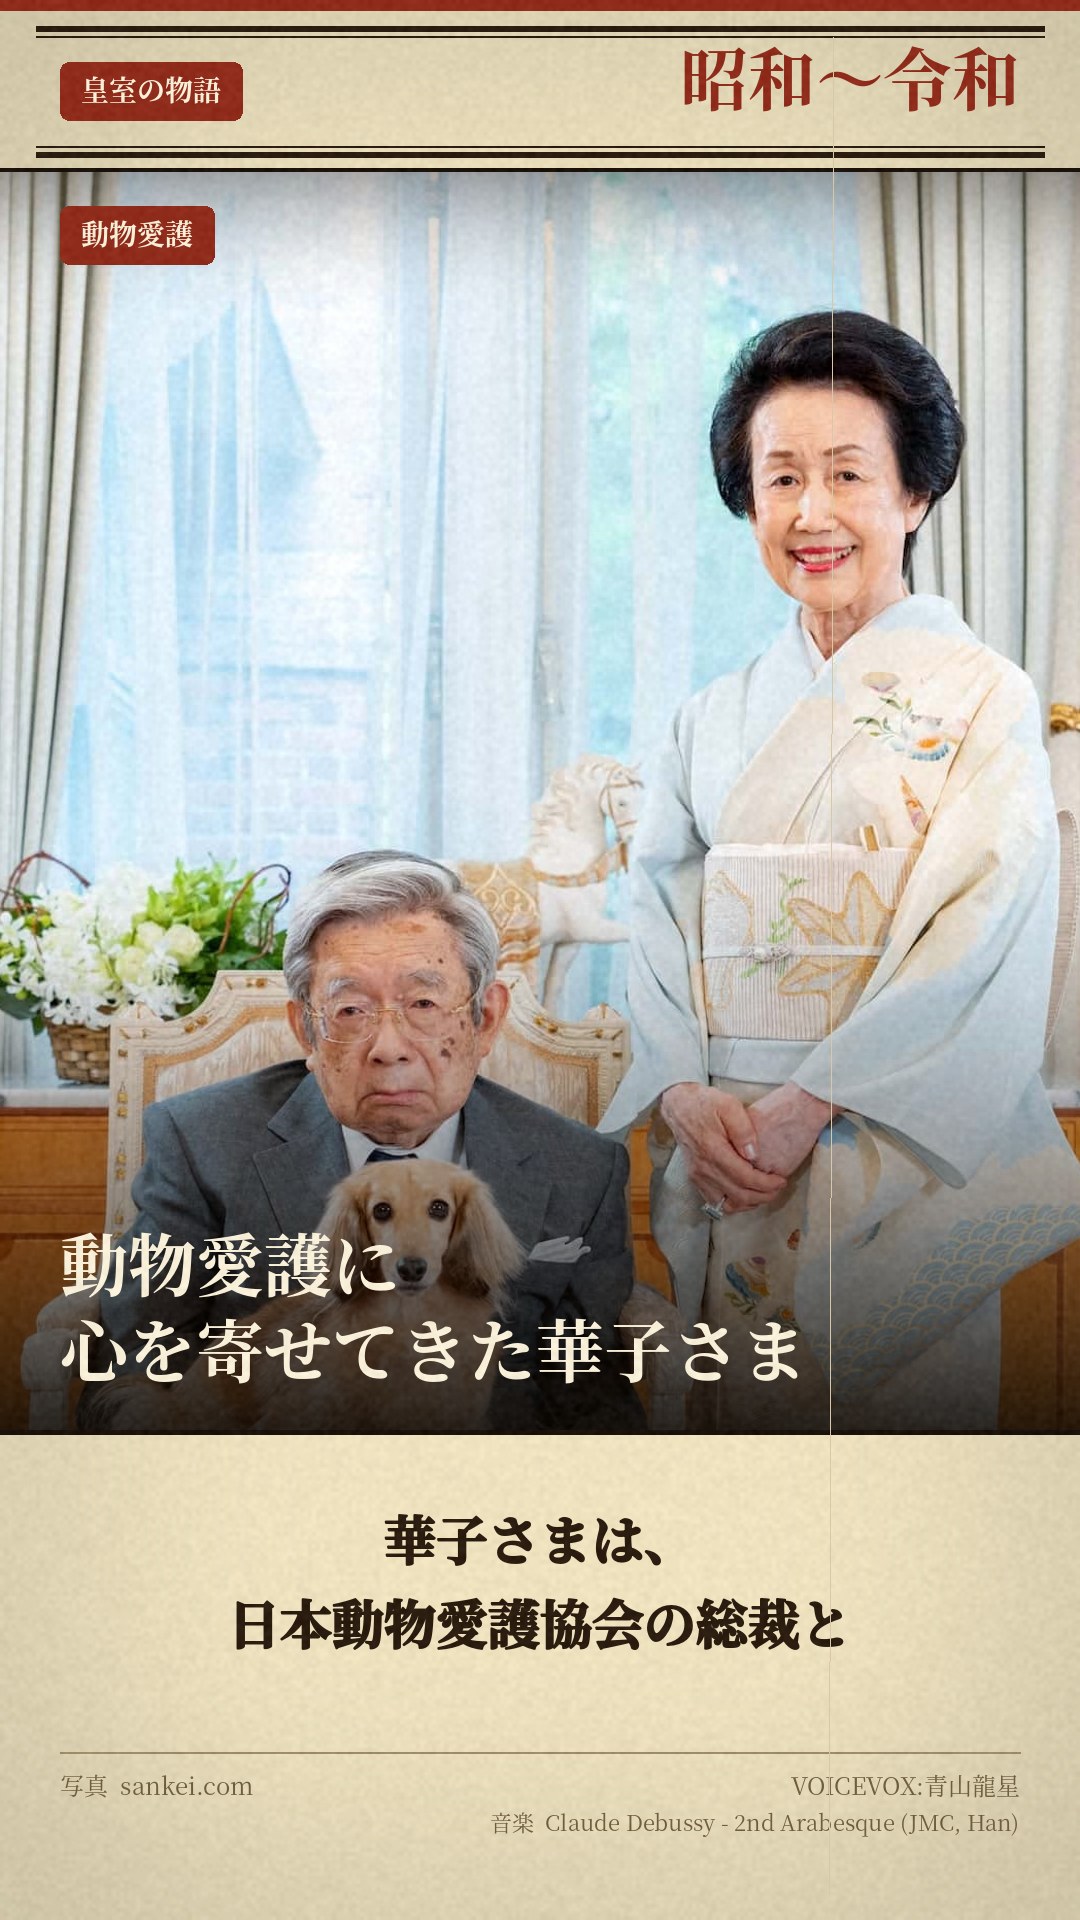 皇室の物語
昭和～令和
動物愛護
動物愛護に
心を寄せてきた華子さま
華子さまは、
日本動物愛護協会の総裁と
写真 sankei.com
VOICEVOX:青山龍星
音楽 Claude Debussy - 2nd Arabesque (JMC, Han)